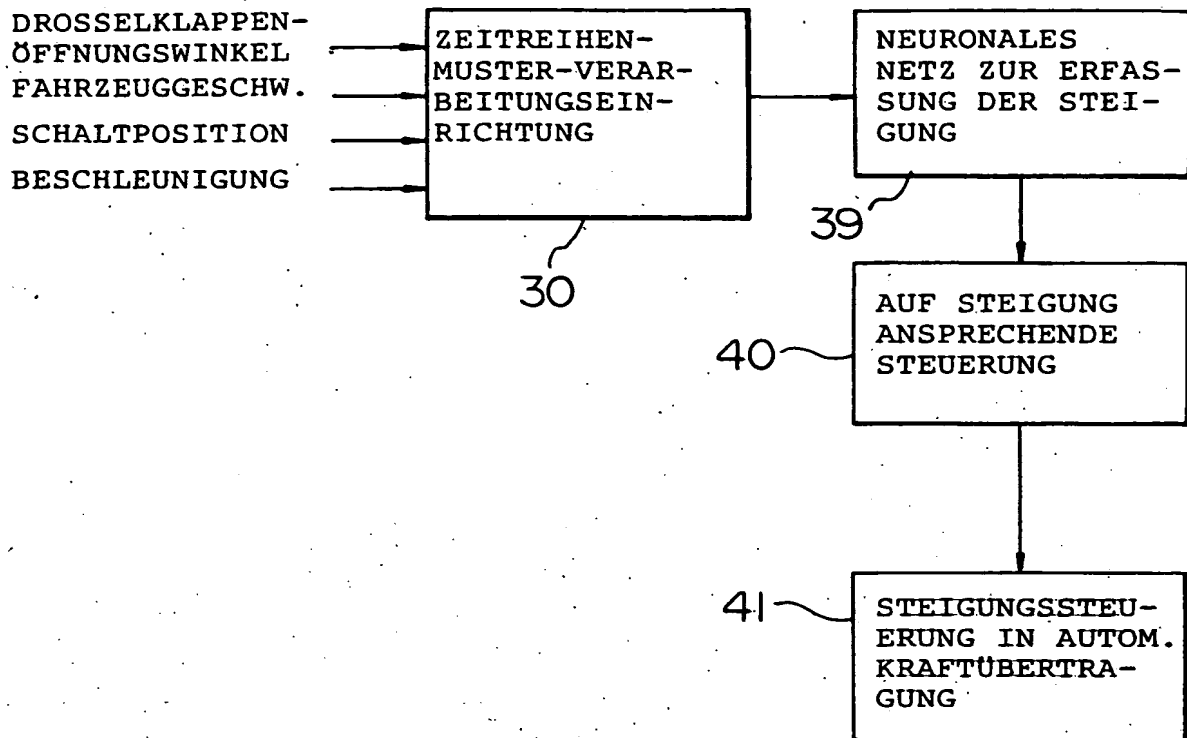 DROSSELKLAPPEN-
ÖFFNUNGSWINKEL
FAHRZEUGGESCHW.
SCHALTPOSITION
BESCHLEUNIGUNG
ZEITREIHEN-
MUSTER-VERAR-
BEITUNGSEIN-
RICHTUNG
30
NEURONALES
NETZ ZUR ERFAS-
SUNG DER STEI-
GUNG
39
AUF STEIGUNG
ANSPRECHENDE
STEUERUNG
40
STEIGUNGSSTEU-
ERUNG IN AUTOM.
KRAFTÜBERTRA-
GUNG
41